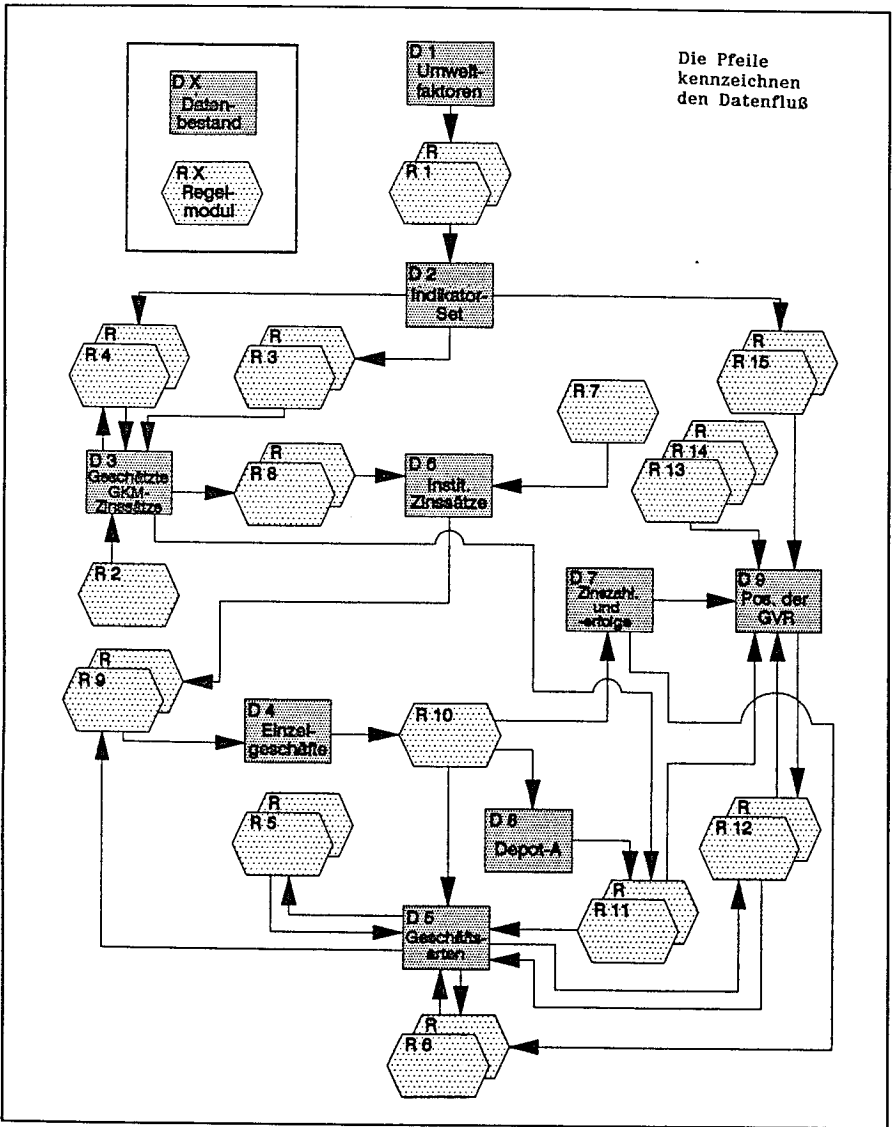 D X
Daten-
bestand
R X
Regel-
modul
D 1
Umwelt-
faktoren
Die Pfeile
kennzeichnen
den Datenfluß
R
R 1
D 2
Indikator-
Set
R
R 4
R
R 3
R
R 15
R 7
R
R 14
R 13
D 3
Geschätzte
GKM-
Zinssätze
R
R 8
D 6
Instit.
Zinssätze
R 2
D 7
Zinszahl.
und
-erfolge
D 9
Pos. der
GVR
R
R 9
D 4
Einzel-
geschäfte
R 10
R
R 5
D 8
Depot-A
R
R 12
R
R 11
D 5
Geschäfts-
arten
R
R 6